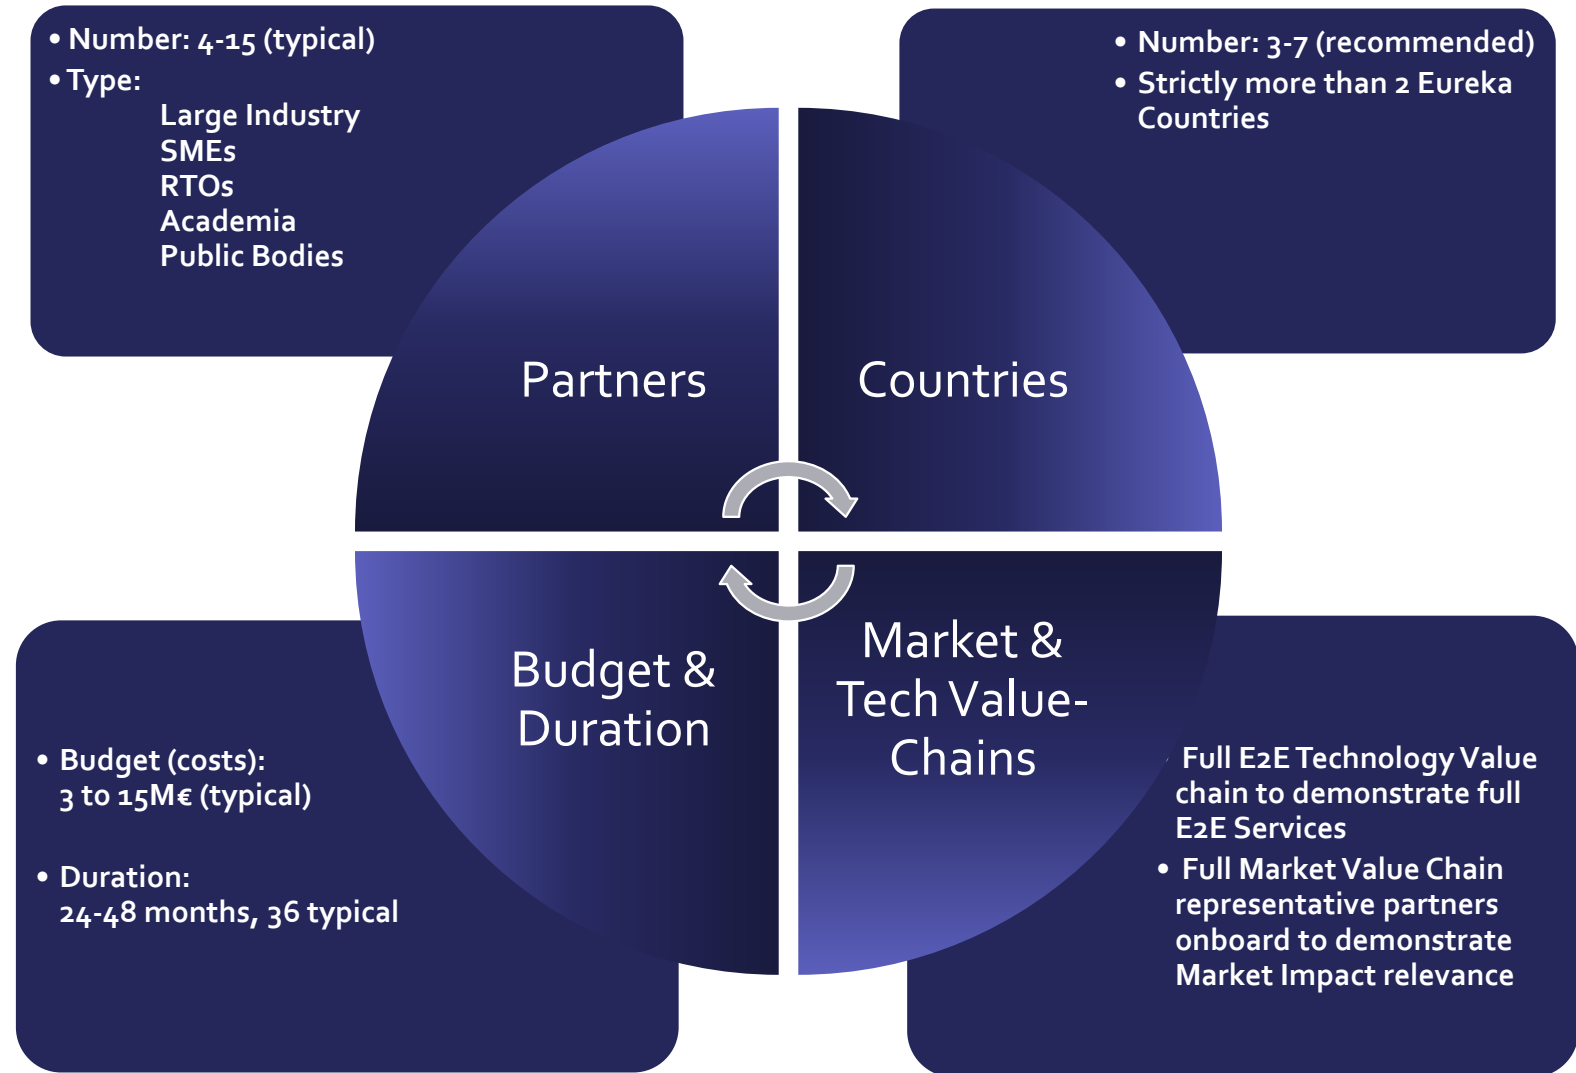 • Number: 4-15 (typical)
• Type:
Large Industry
SMEs
RTOs
Academia
Public Bodies
• Number: 3-7 (recommended)
• Strictly more than 2 Eureka
Countries
Partners
Countries
Budget &
Duration
Market &
Tech Value-
Chains
• Budget (costs):
3 to 15M€ (typical)
• Duration:
24-48 months, 36 typical
• Full E2E Technology Value
chain to demonstrate full
E2E Services
• Full Market Value Chain
representative partners
onboard to demonstrate
Market Impact relevance